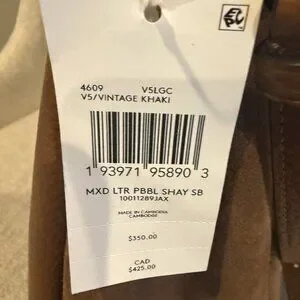 4609 V5LGC
V5/VINTAGE KHAKI
1 93971 95890 3
MXD LTR PBBL SHAY SB
10011289JAX
MADE IN CAMBODIA
CAMBODGE
$350.00
CAD
$425.00